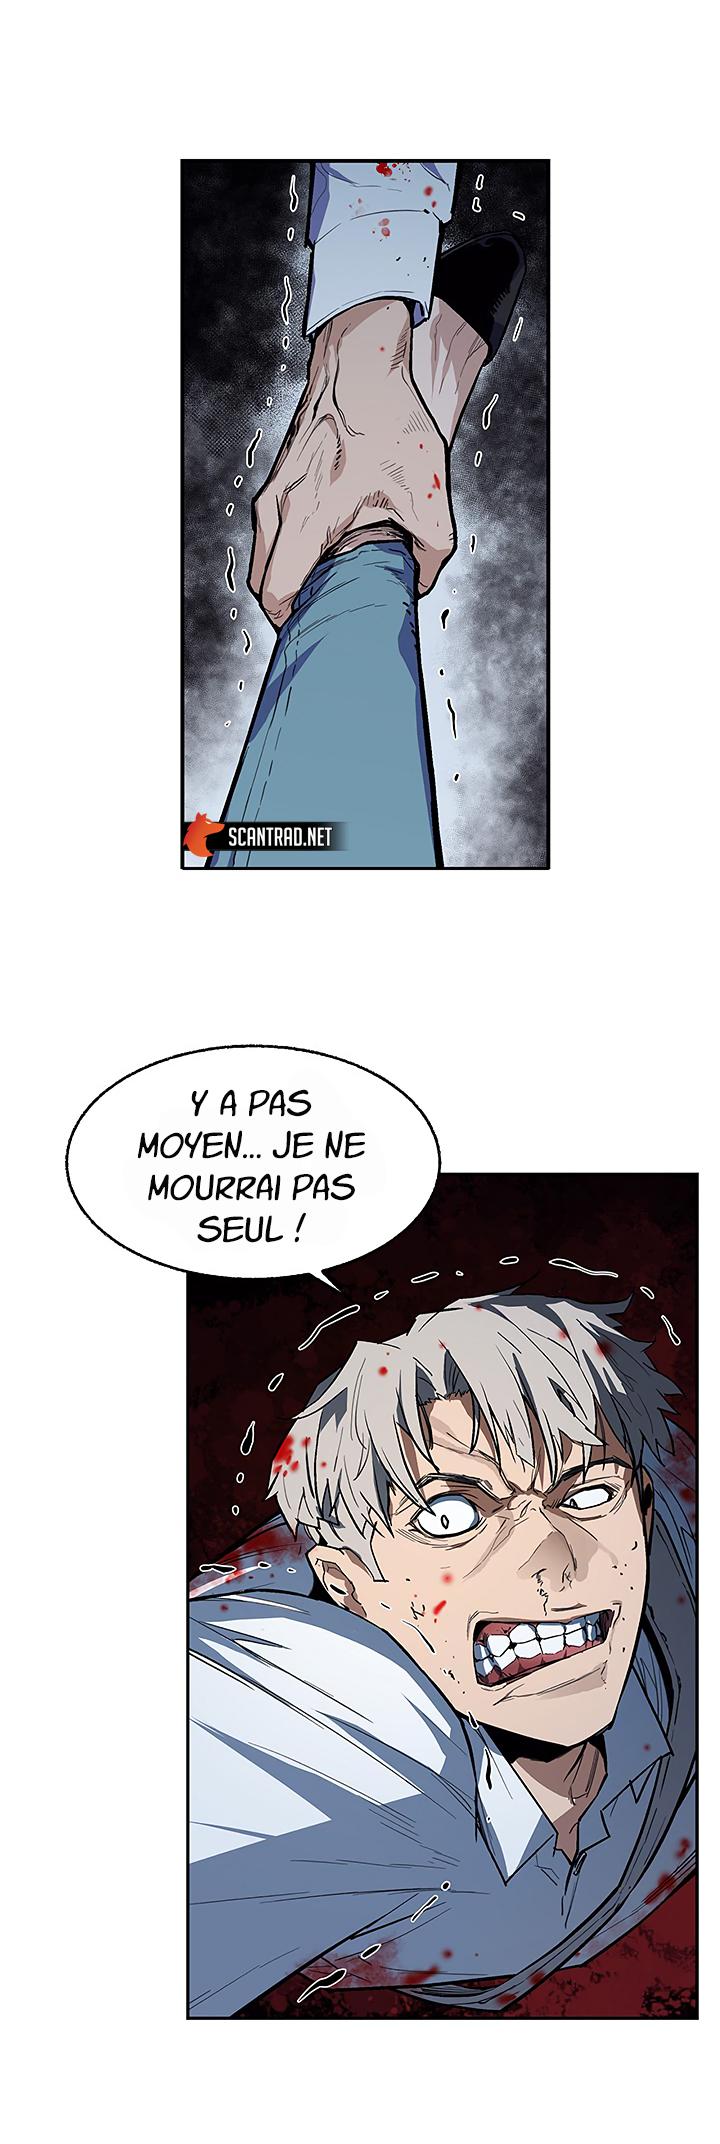 SCANTRAD.NET
Y A PAS
MOYEN... JE NE
MOURRAI PAS
SEUL !